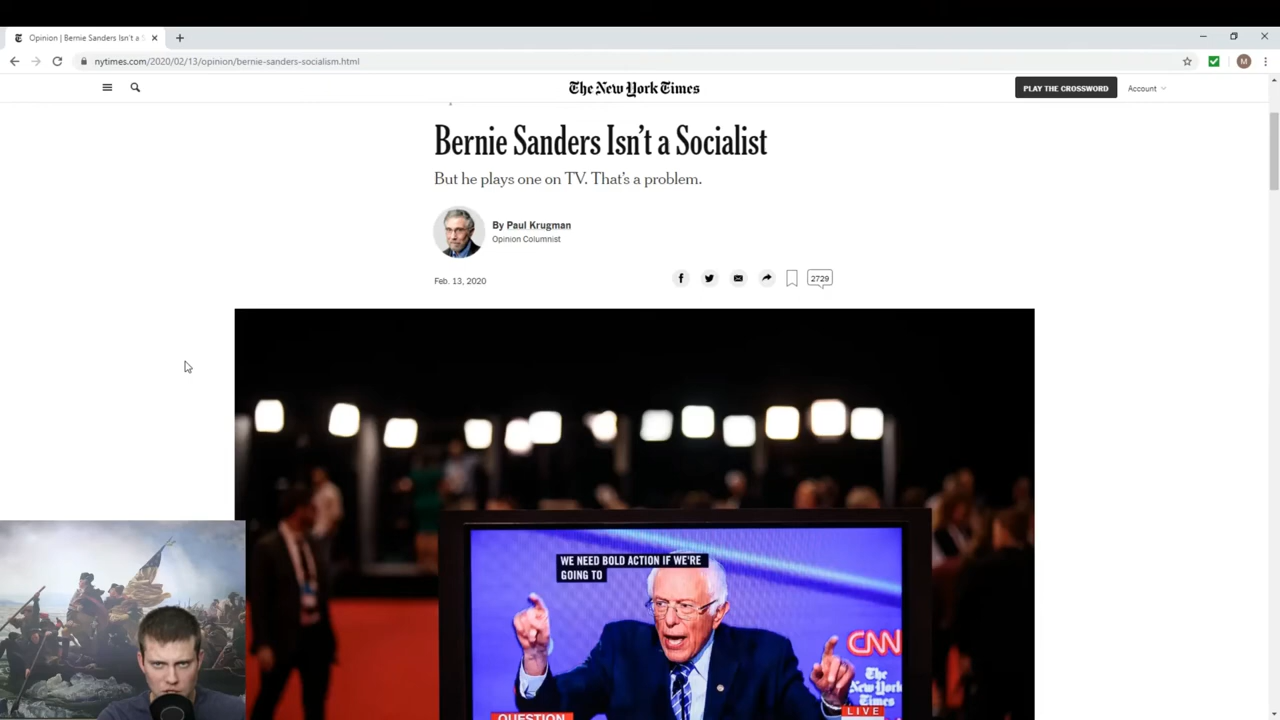 Opinion | Bernie Sanders Isn't a S
nytimes.com/2020/02/13/opinion/bernie-sanders-socialism.html
M
The New York Times
PLAY THE CROSSWORD
Account
Bernie Sanders Isn't a Socialist
But he plays one on TV. That's a problem.
By Paul Krugman
Opinion Columnist
Feb. 13, 2020
2729
WE NEED BOLD ACTION IF WE'RE
GOING TO
CNN
The
New York
Times
LIVE
QUESTION